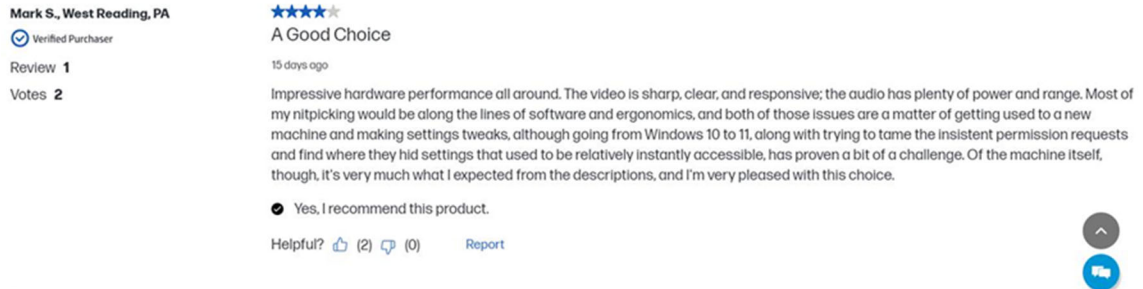 Mark S., West Reading, PA
Verified Purchaser
Review 1
Votes 2
A Good Choice
15 days ago
Impressive hardware performance all around. The video is sharp, clear, and responsive; the audio has plenty of power and range. Most of
my nitpicking would be along the lines of software and ergonomics, and both of those issues are a matter of getting used to a new
machine and making settings tweaks, although going from Windows 10 to 11, along with trying to tame the insistent permission requests
and find where they hid settings that used to be relatively instantly accessible, has proven a bit of a challenge. Of the machine itself,
though, it's very much what I expected from the descriptions, and I'm very pleased with this choice.
Yes, I recommend this product.
Helpful? (2) (0) Report